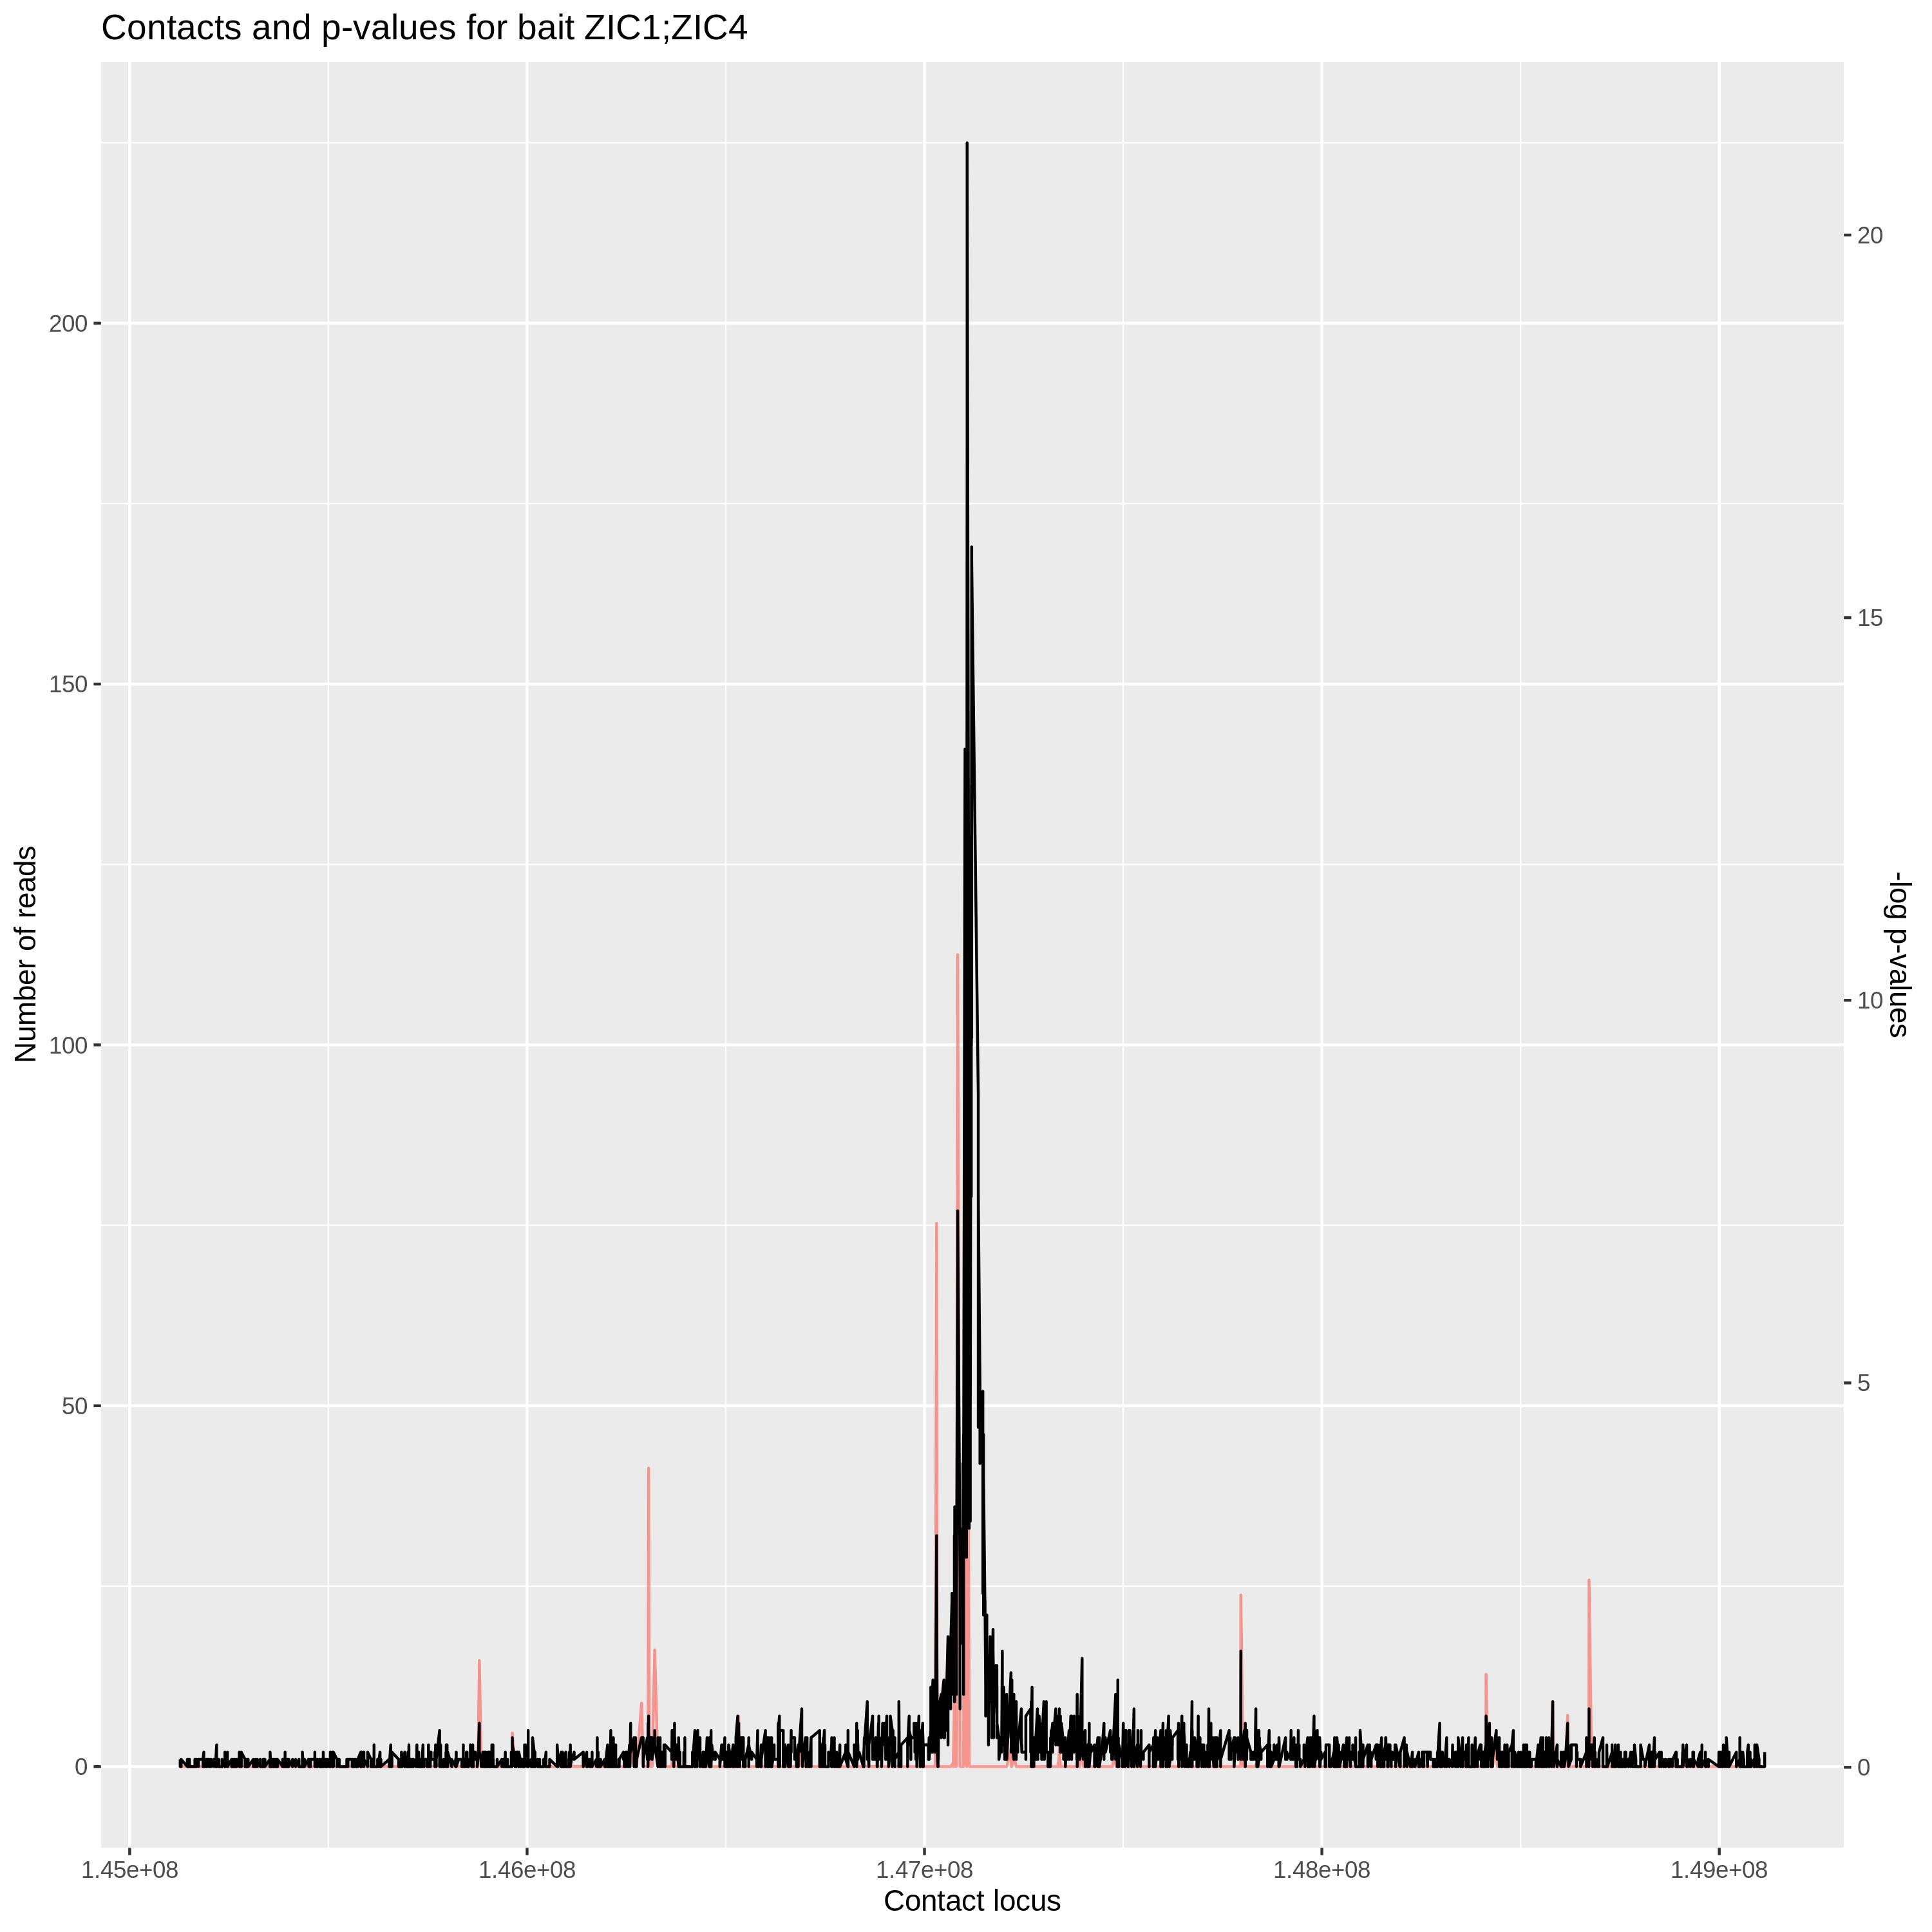 Contacts and p-values for bait ZIC1;ZIC4
Number of reads
200
150
100
50
0
20
15
10
5
0
-log p-values
1.45e+08 1.46e+08 1.47e+08 1.48e+08 1.49e+08
Contact locus